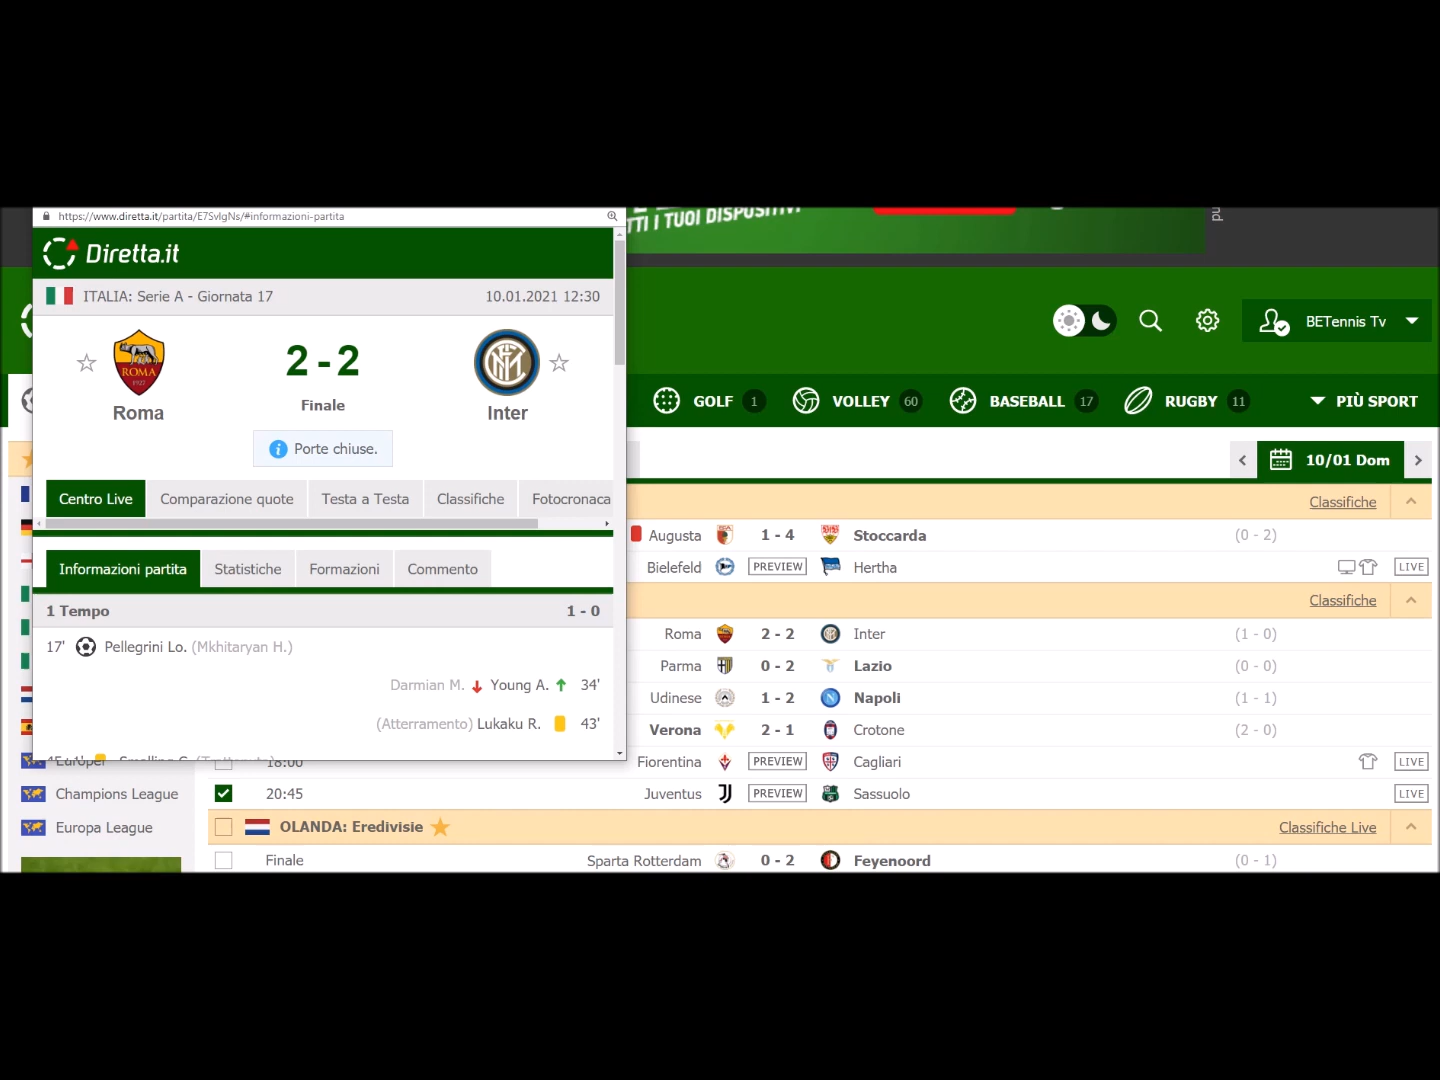 https://www.diretta.it/partita/E7SvlgNs/#informazioni-partita
TTI I TUOI DISPOSITIVI
Diretta.it
ITALIA: Serie A - Giornata 17 10.01.2021 12:30
2 - 2
Roma Finale Inter
Porte chiuse.
Centro Live Comparazione quote Testa a Testa Classifiche Fotocronaca
Informazioni partita Statistiche Formazioni Commento
1 Tempo 1 - 0
17' Pellegrini Lo. (Mkhitaryan H.)
Darmian M. Young A. 34'
(Atterramento) Lukaku R. 43'
BETennis Tv
GOLF 1 VOLLEY 60 BASEBALL 17 RUGBY 11 PIÙ SPORT
10/01 Dom
Classifiche
Augusta 1 - 4 Stoccarda (0 - 2)
Bielefeld PREVIEW Hertha LIVE
Classifiche
Roma 2 - 2 Inter (1 - 0)
Parma 0 - 2 Lazio (0 - 0)
Udinese 1 - 2 Napoli (1 - 1)
Verona 2 - 1 Crotone (2 - 0)
18:00 Fiorentina PREVIEW Cagliari LIVE
Champions League 20:45 Juventus PREVIEW Sassuolo LIVE
Europa League OLANDA: Eredivisie Classifiche Live
Finale Sparta Rotterdam 0 - 2 Feyenoord (0 - 1)